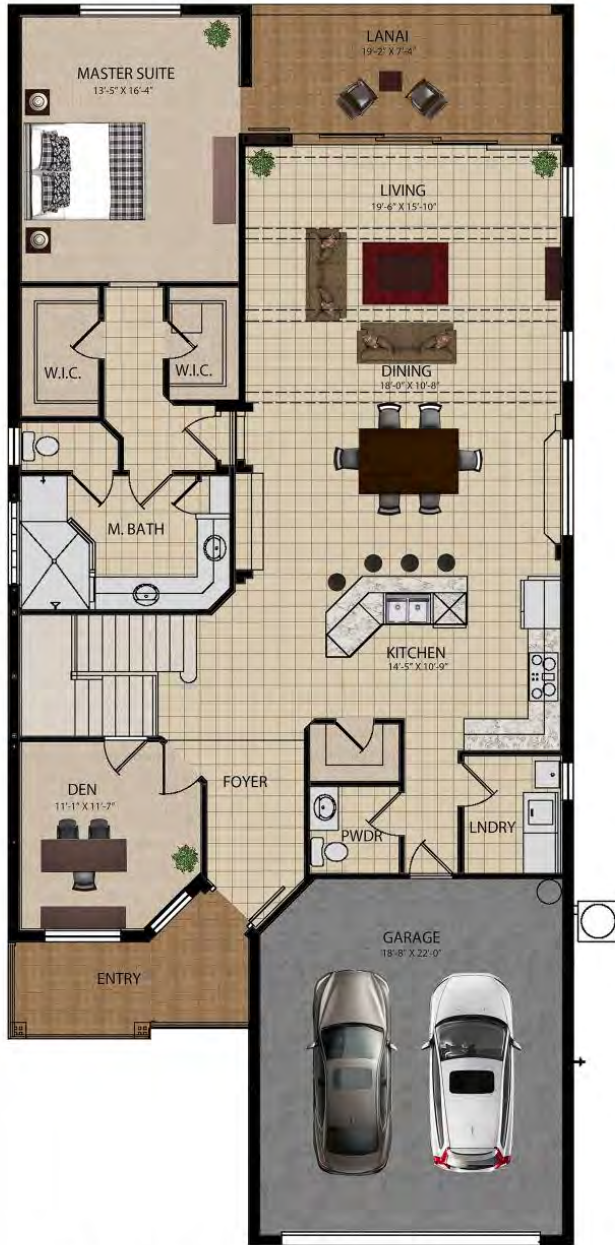 LANAI
19'-2" X 7'-4"
MASTER SUITE
13'-5" X 16'-4"
LIVING
19'-6" X 15'-10"
W.I.C.
W.I.C.
DINING
18'-0" X 10'-8"
M. BATH
KITCHEN
14'-5" X 10'-9"
DEN
11'-1" X 11'-7"
FOYER
PWDR
LNDRY
ENTRY
GARAGE
18'-8" X 22'-0"